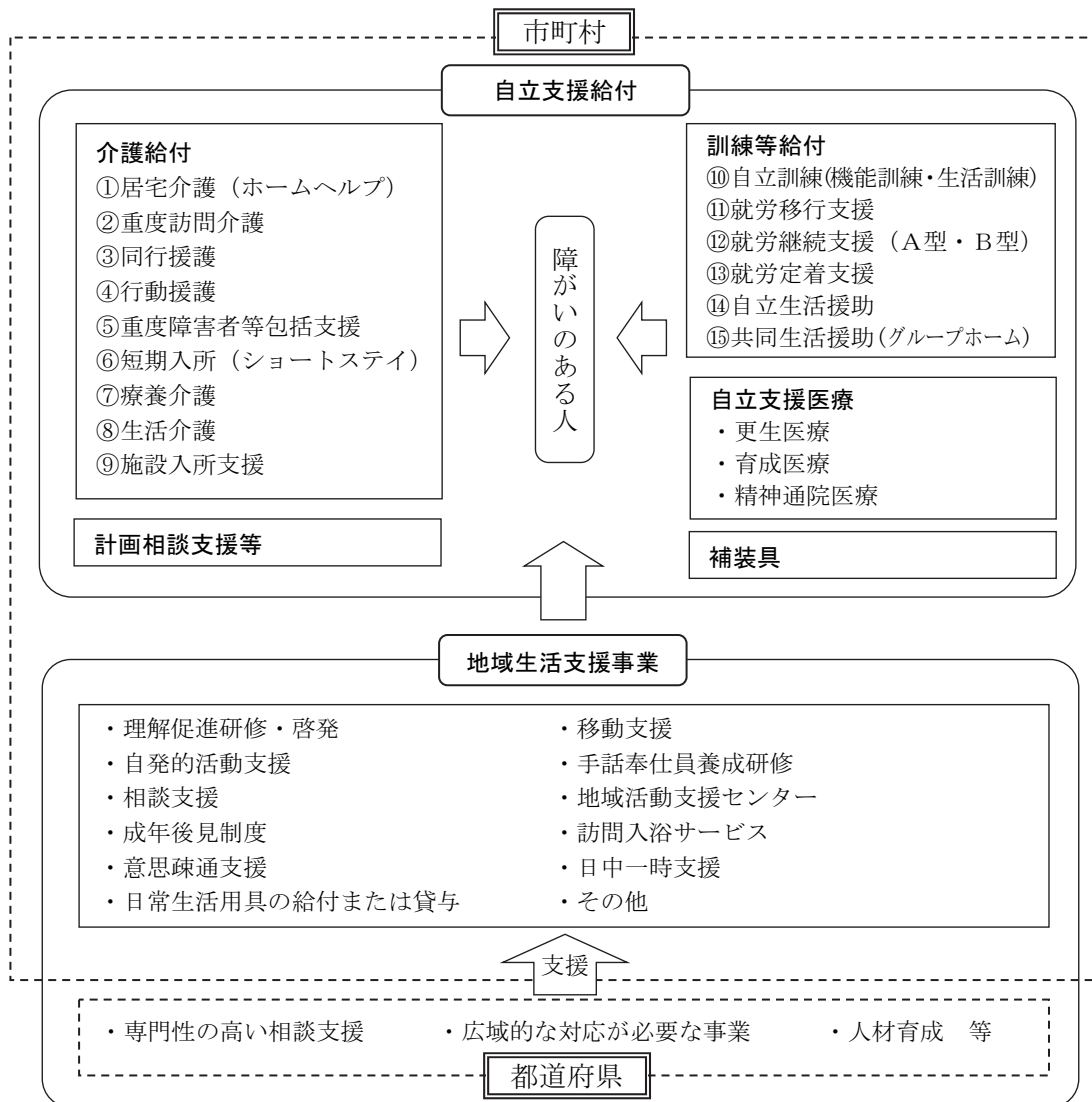 市町村
自立支援給付
介護給付
①居宅介護（ホームヘルプ）
②重度訪問介護
③同行援護
④行動援護
⑤重度障害者等包括支援
⑥短期入所（ショートステイ）
⑦療養介護
⑧生活介護
⑨施設入所支援
計画相談支援等
障がいのある人
訓練等給付
⑩自立訓練(機能訓練・生活訓練)
⑪就労移行支援
⑫就労継続支援（Ａ型・Ｂ型）
⑬就労定着支援
⑭自立生活援助
⑮共同生活援助(グループホーム)
自立支援医療
・更生医療
・育成医療
・精神通院医療
補装具
地域生活支援事業
・理解促進研修・啓発
・自発的活動支援
・相談支援
・成年後見制度
・意思疎通支援
・日常生活用具の給付または貸与
・移動支援
・手話奉仕員養成研修
・地域活動支援センター
・訪問入浴サービス
・日中一時支援
・その他
支援
・専門性の高い相談支援　・広域的な対応が必要な事業　・人材育成　等
都道府県